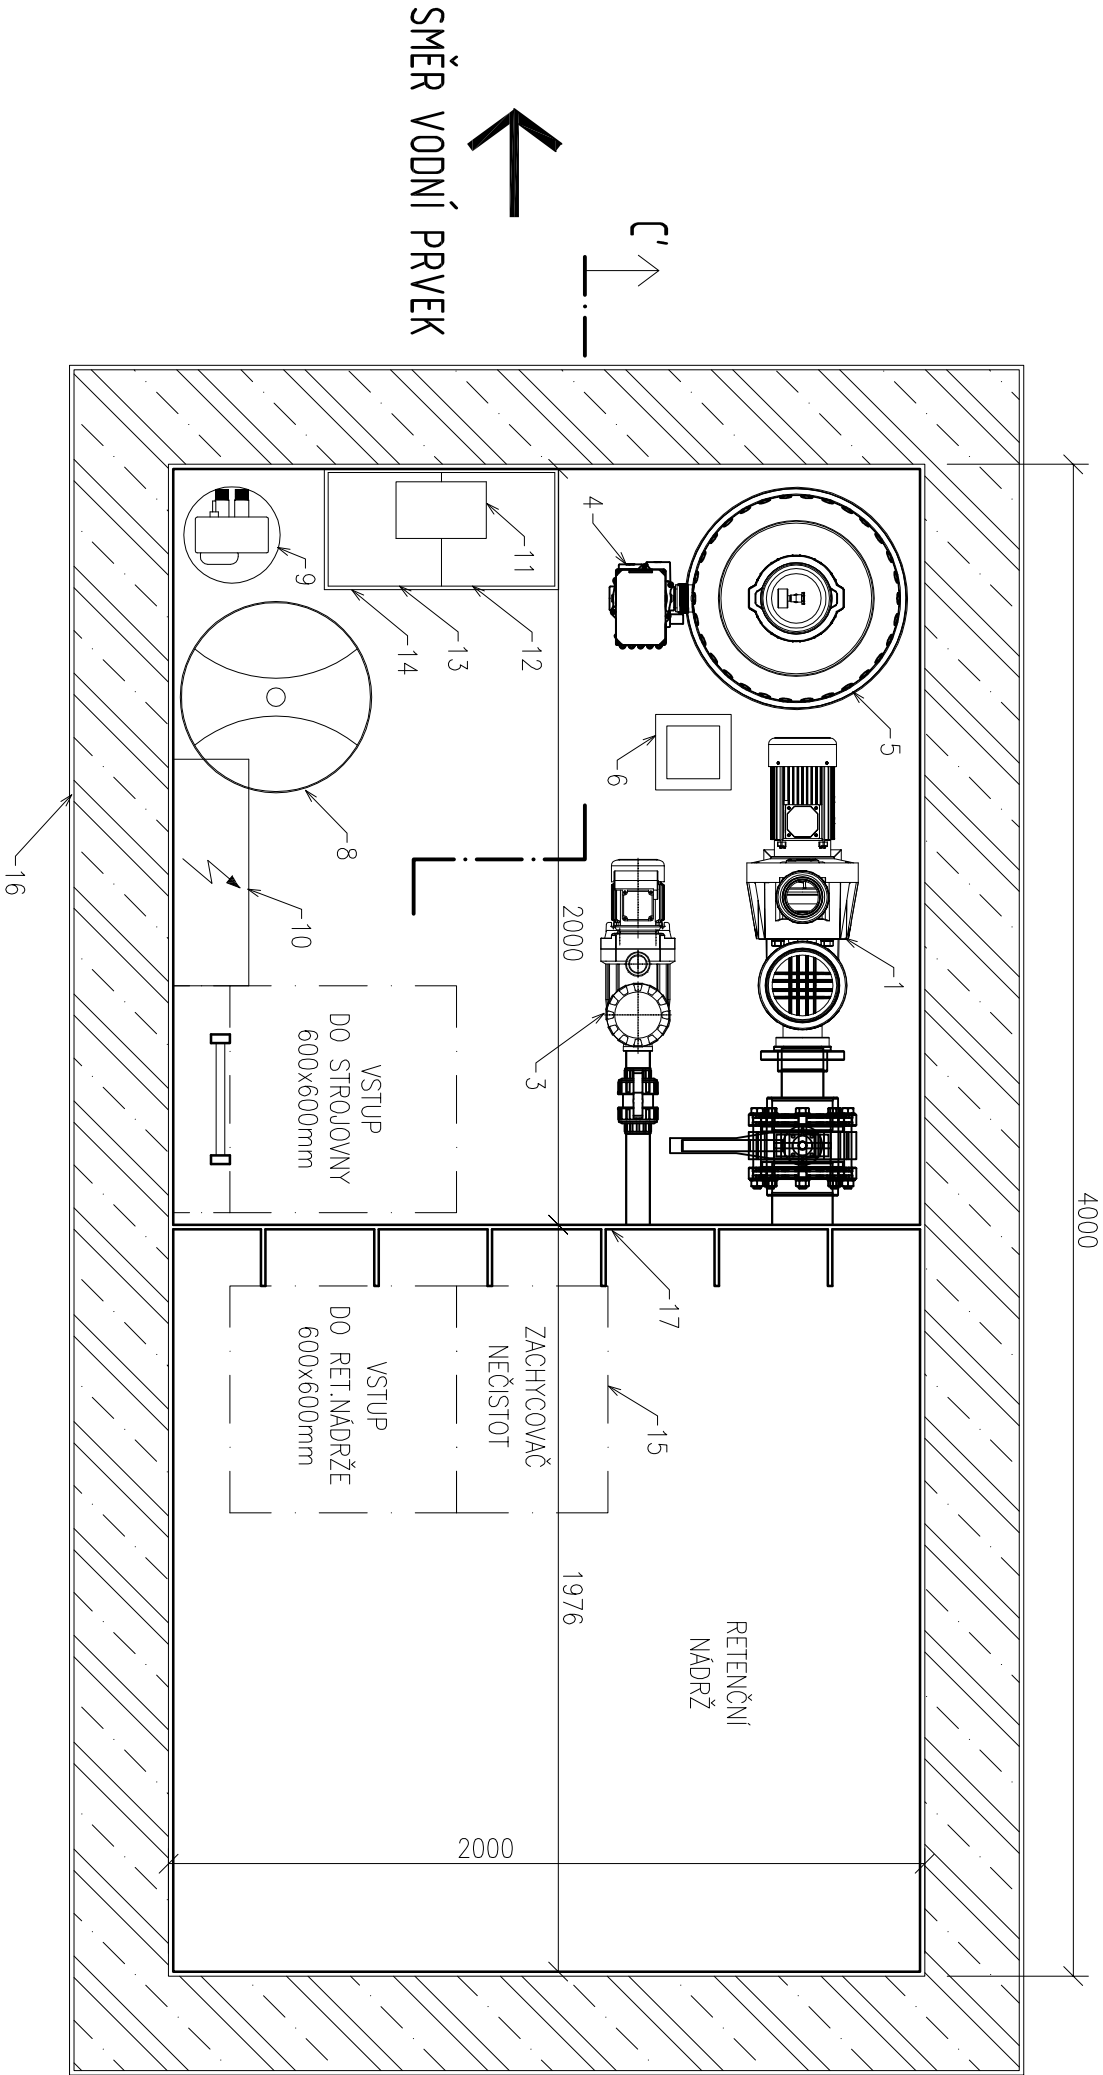 SMĚR VODNÍ PRVEK
C'
4000
5
4
11
12
13
14
9
6
8
1
10
2000
3
16
VSTUP
DO STROJOVNY
600x600mm
17
ZACHYCOVAČ
NEČISTOT
15
VSTUP
DO RET.NÁDRŽE
600x600mm
1976
RETENČNÍ
NÁDRŽ
2000